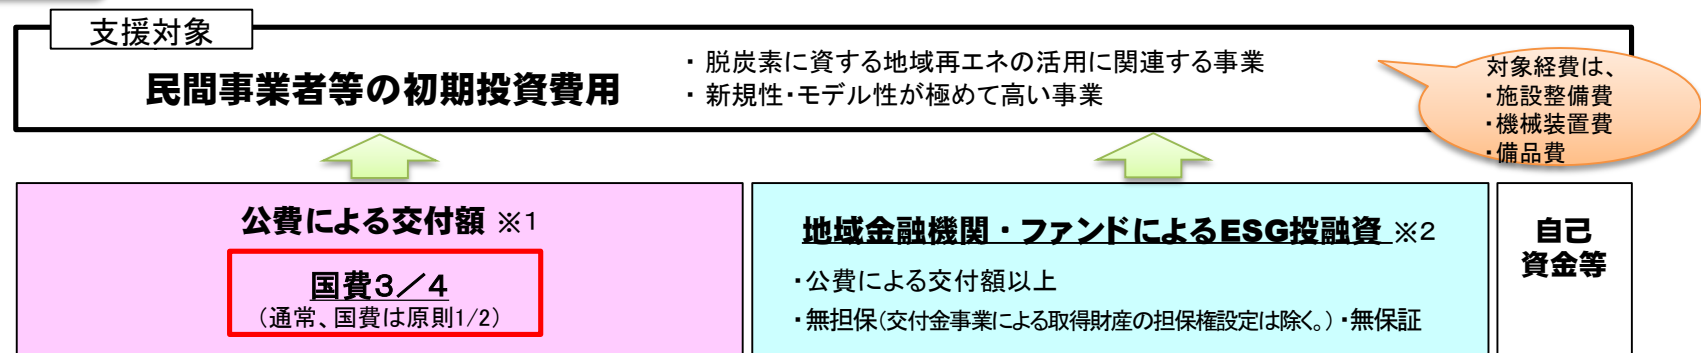 支援対象
民間事業者等の初期投資費用
・ 脱炭素に資する地域再エネの活用に関連する事業
・ 新規性・モデル性が極めて高い事業
対象経費は、
・施設整備費
・機械装置費
・備品費
公費による交付額 ※1
国費3／4
（通常、国費は原則1/2）
地域金融機関・ファンドによるESG投融資 ※2
・公費による交付額以上
・無担保（交付金事業による取得財産の担保権設定は除く。）・無保証
自己
資金等